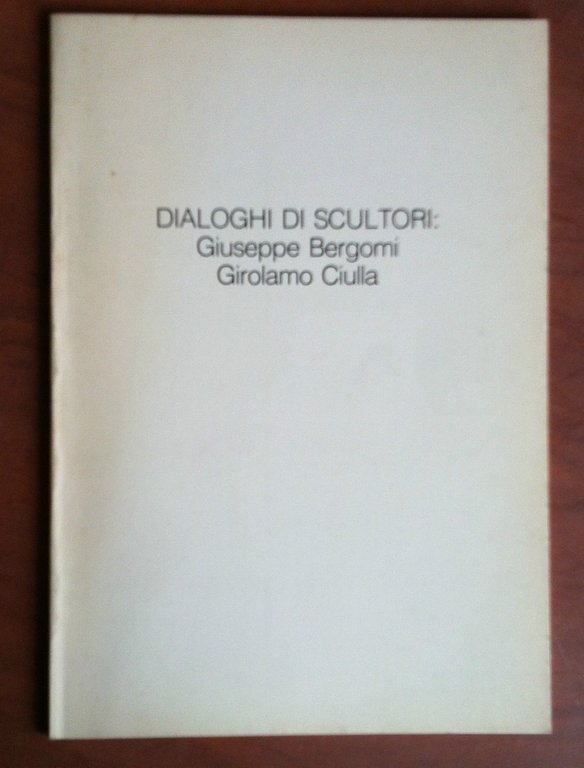 DIALOGHI DI SCULTORI:
Giuseppe Bergomi
Girolamo Ciulla